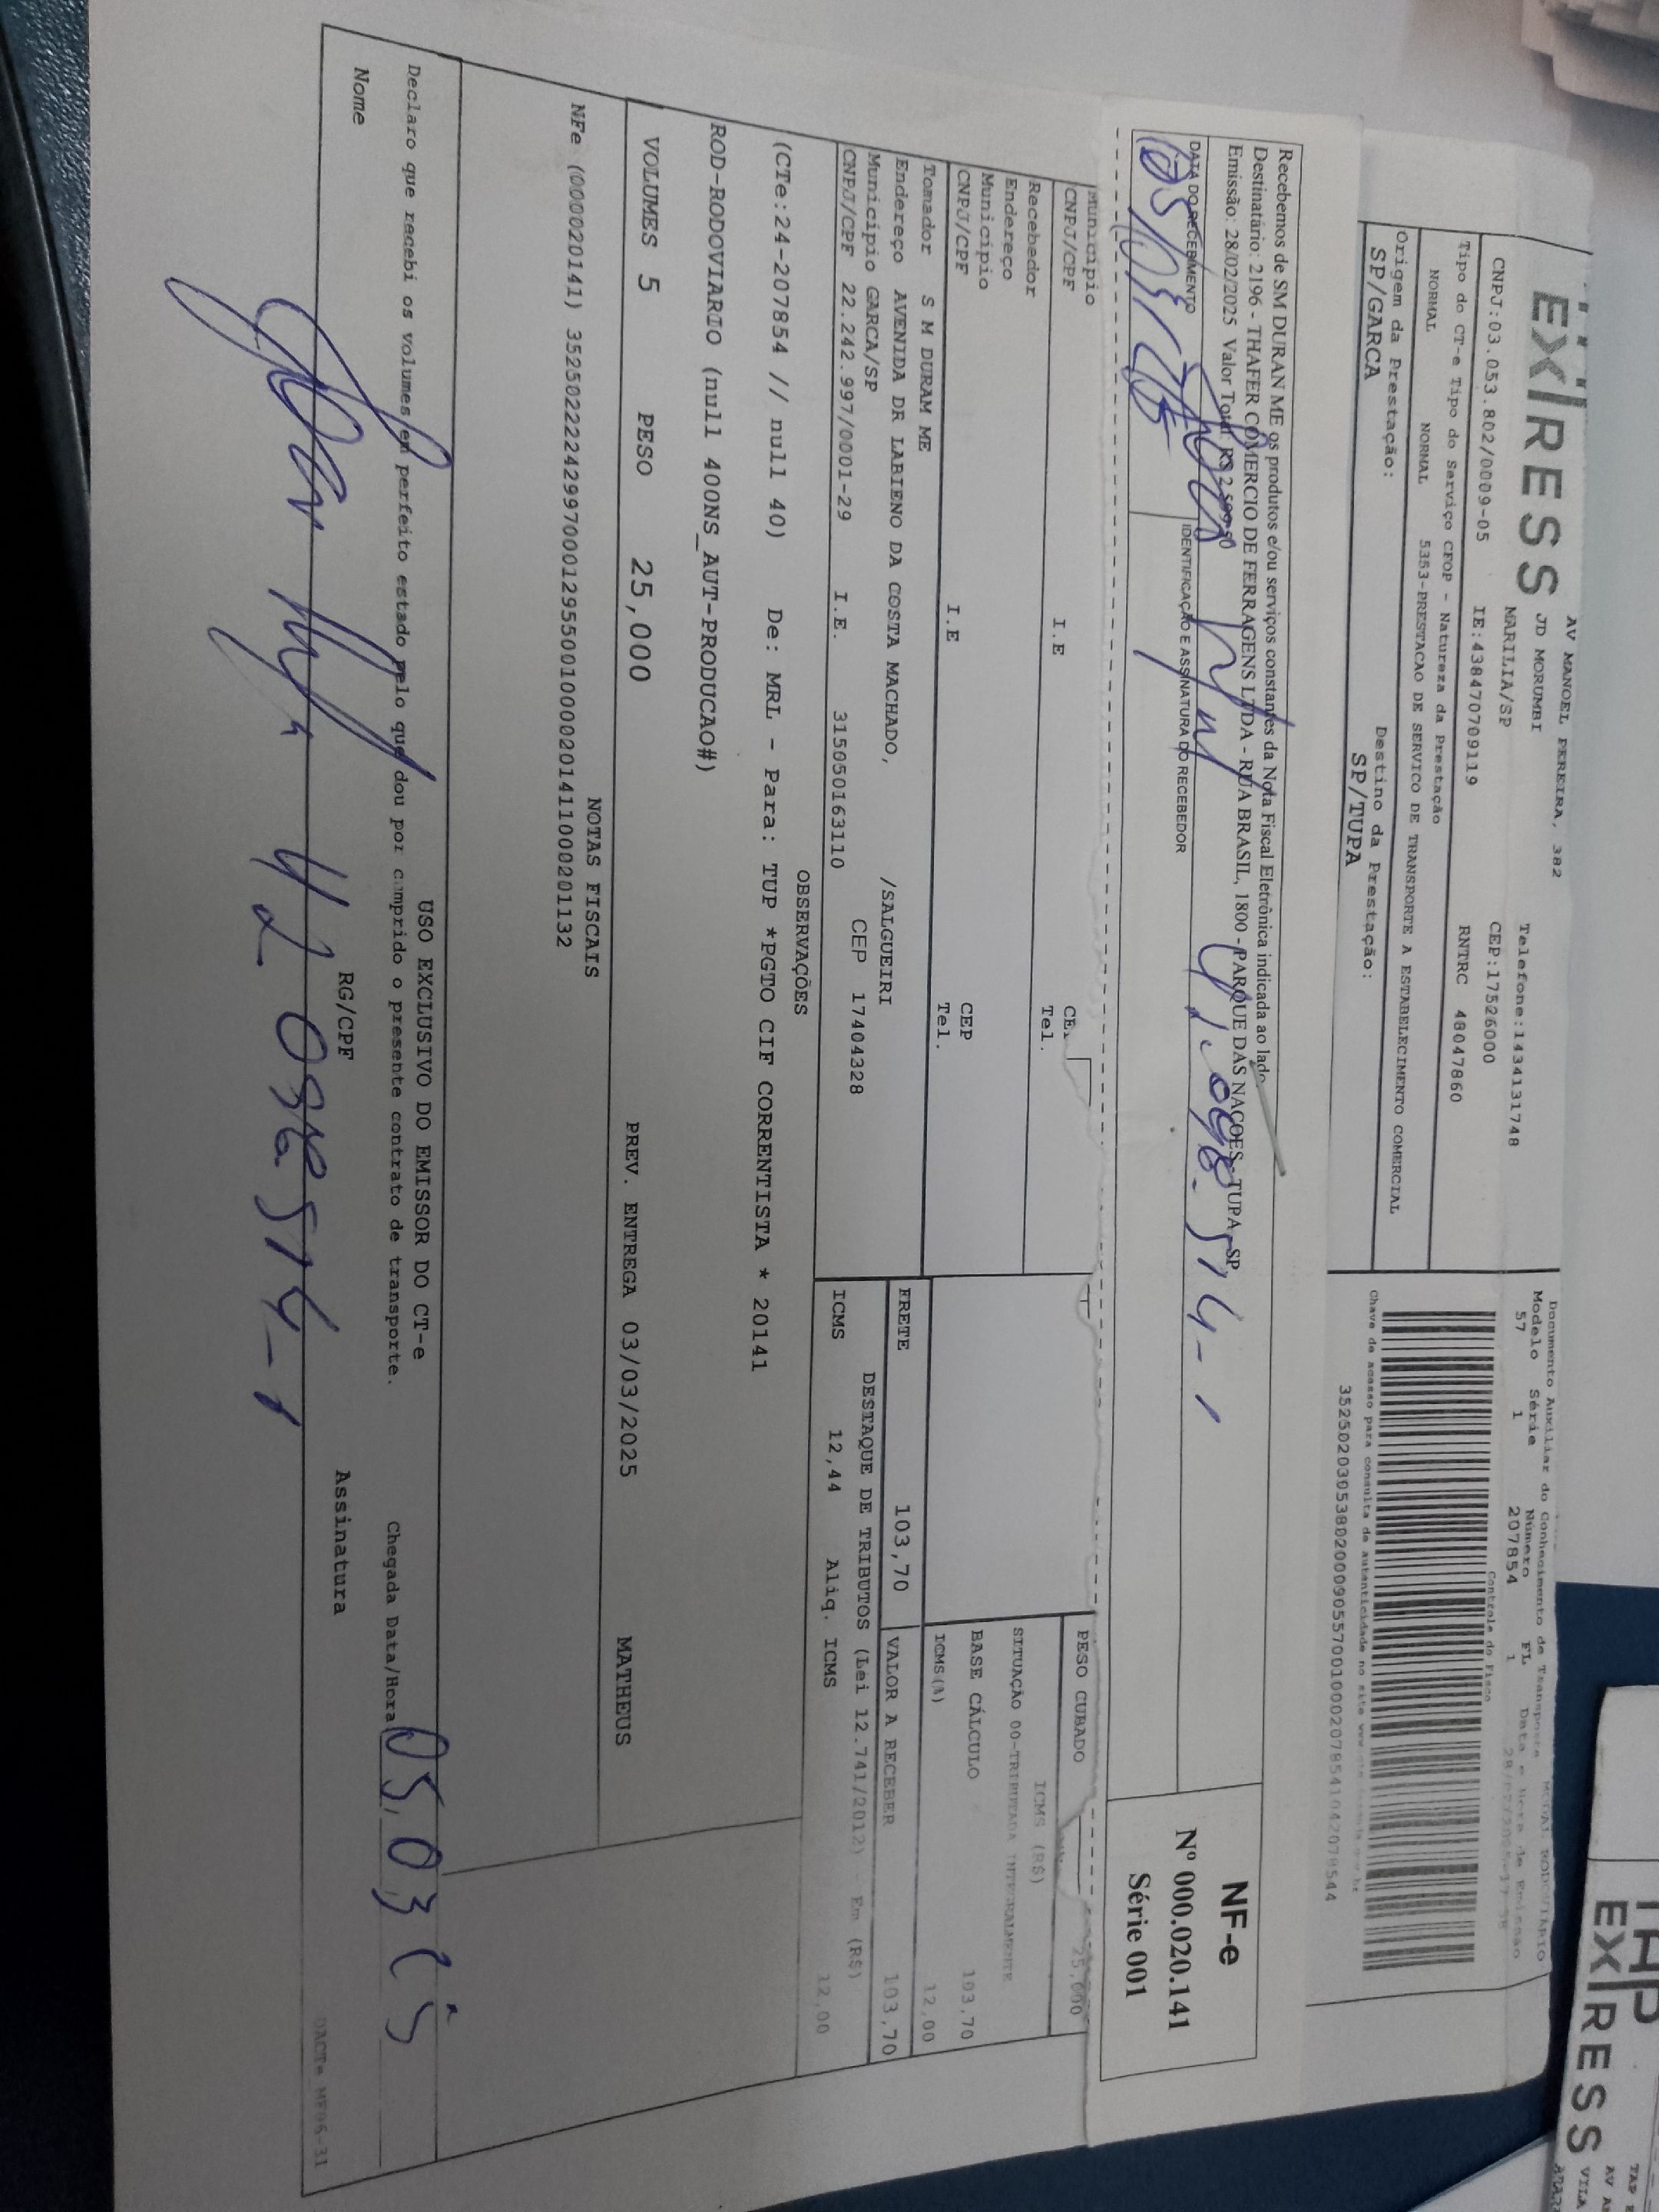 EX/RESS
AV MANOEL PEREIRA, 382
JD MORUMBI
MARILIA/SP
Telefone:1434131748
CEP:17526000
CNPJ:03.053.802/0009-05 IE:438470709119 RNTRC 48047860
Tipo do CT-e Tipo do Serviço CFOP - Natureza da Prestação
NORMAL NORMAL 5353-PRESTACAO DE SERVICO DE TRANSPORTE A ESTABELECIMENTO COMERCIAL
Origem da Prestação: Destino da Prestação:
SP/GARCA SP/TUPA
Documento Auxiliar do Conhecimento de Transporte MODAL RODOVIARIO
Modelo Série Número FL Data e Hora de Emissão
57 1 207854 1
Controle do Fisco
Chave de acesso para consulta de autenticidade no site
Recebemos de SM DURAN ME os produtos e/ou serviços constantes da Nota Fiscal Eletrônica indicada ao lado
Destinatário: 2196 - THAFER COMERCIO DE FERRAGENS LTDA - RUA BRASIL, 1800 - PARQUE DAS NAÇOES - TUPA - SP
Emissão: 28/02/2025 Valor Total: R$
DATA DO RECEBIMENTO IDENTIFICAÇÃO E ASSINATURA DO RECEBEDOR
NF-e
Nº 000.020.141
Série 001
Município
CNPJ/CPF I.E Tel.
Recebedor
Endereço
Município CEP
CNPJ/CPF I.E Tel.
PESO CUBADO 25,000
ICMS (R$)
SITUAÇÃO 00-TRIBUTADA INTEGRALMENTE
BASE CÁLCULO 103,70
ICMS(%) 12,00
Tomador S M DURAM ME
Endereço AVENIDA DR LABIENO DA COSTA MACHADO, /SALGUEIRI
Município GARCA/SP CEP 17404328
CNPJ/CPF 22.242.997/0001-29 I.E. 315050163110
FRETE 103,70 VALOR A RECEBER 103,70
DESTAQUE DE TRIBUTOS (Lei 12.741/2012) - Em (R$)
ICMS 12,44 Aliq. ICMS 12,00
OBSERVAÇÕES
(CTe:24-207854 // null 40) De: MRL - Para: TUP *PGTO CIF CORRENTISTA * 20141
ROD-RODOVIARIO (null 400NS_AUT-PRODUCAO#)
VOLUMES 5 PESO 25,000 PREV. ENTREGA 03/03/2025 MATHEUS
NOTAS FISCAIS
NFe (000020141) 35250222242997000129550010000201411000201132
USO EXCLUSIVO DO EMISSOR DO CT-e
Declaro que recebi os volumes em perfeito estado pelo que dou por cumprido o presente contrato de transporte. Chegada Data/Hora
Nome RG/CPF Assinatura
EX/RESS